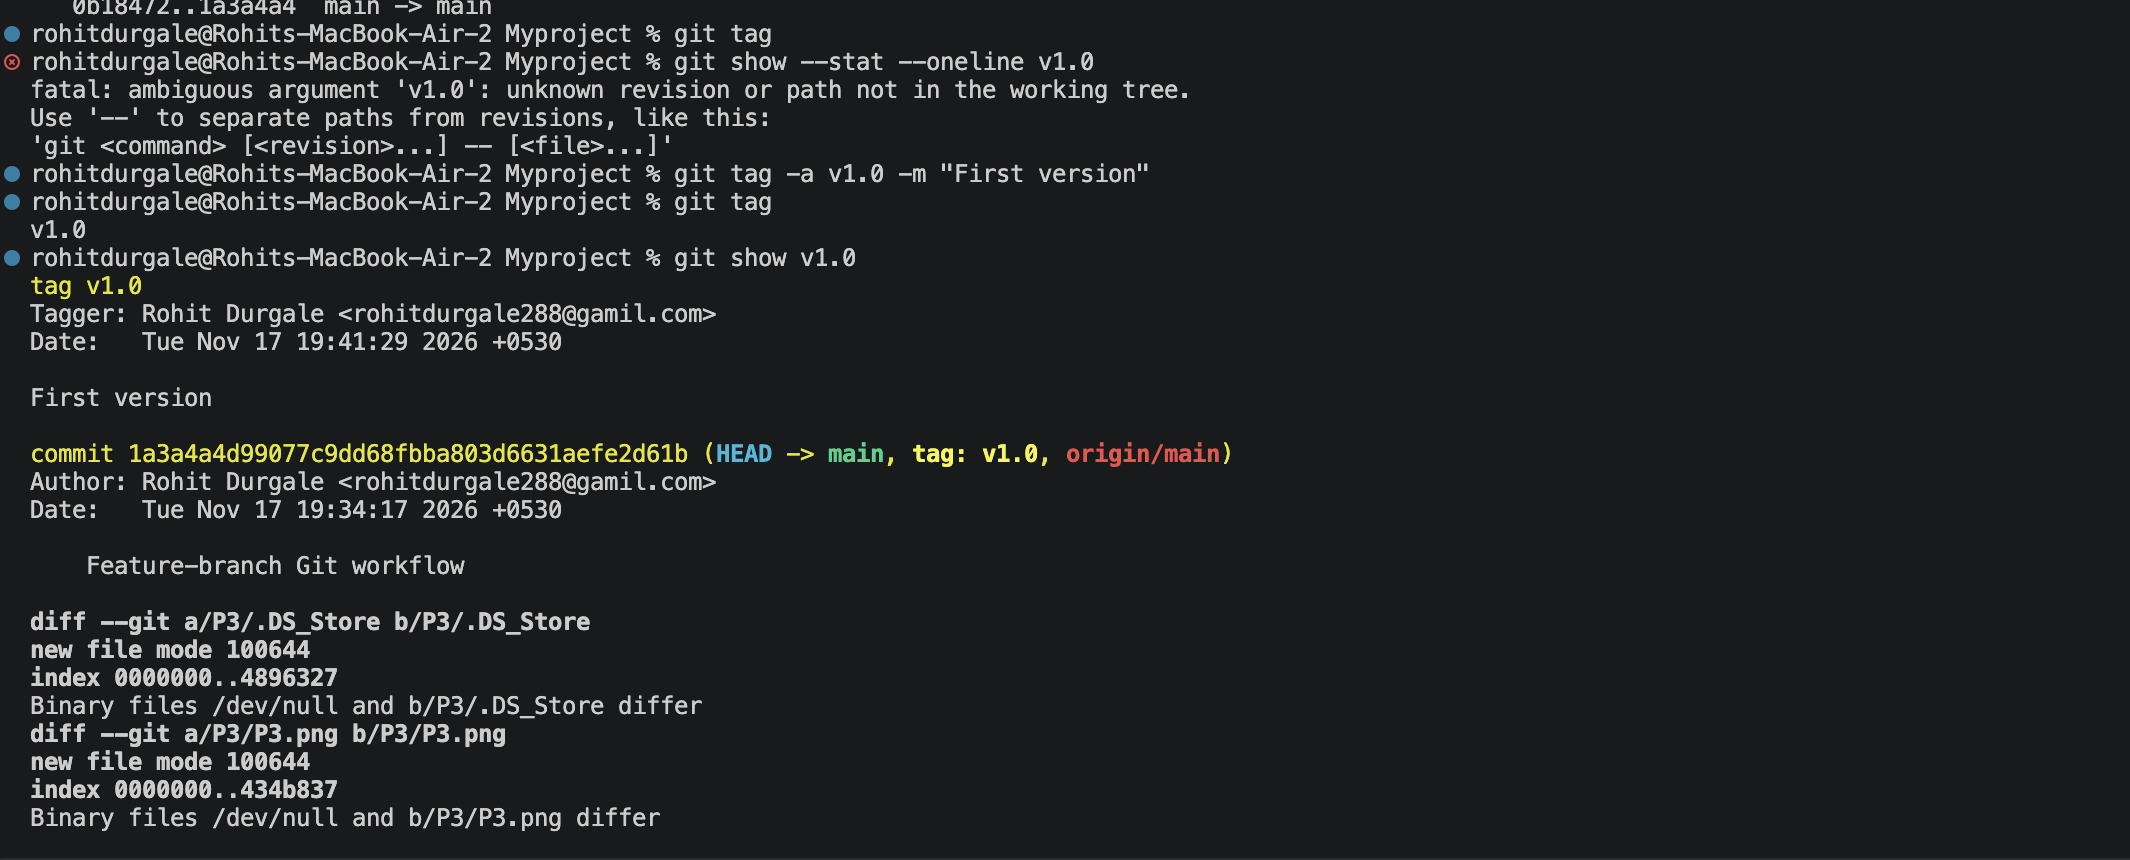 0b18472..1a3a4a4  main -> main
rohitdurgale@Rohits-MacBook-Air-2 Myproject % git tag
rohitdurgale@Rohits-MacBook-Air-2 Myproject % git show --stat --oneline v1.0
fatal: ambiguous argument 'v1.0': unknown revision or path not in the working tree.
Use '--' to separate paths from revisions, like this:
'git <command> [<revision>...] -- [<file>...]'
rohitdurgale@Rohits-MacBook-Air-2 Myproject % git tag -a v1.0 -m "First version"
rohitdurgale@Rohits-MacBook-Air-2 Myproject % git tag
v1.0
rohitdurgale@Rohits-MacBook-Air-2 Myproject % git show v1.0
tag v1.0
Tagger: Rohit Durgale <rohitdurgale288@gamil.com>
Date:   Tue Nov 17 19:41:29 2026 +0530

First version

commit 1a3a4a4d99077c9dd68fbba803d6631aefe2d61b (HEAD -> main, tag: v1.0, origin/main)
Author: Rohit Durgale <rohitdurgale288@gamil.com>
Date:   Tue Nov 17 19:34:17 2026 +0530

    Feature-branch Git workflow

diff --git a/P3/.DS_Store b/P3/.DS_Store
new file mode 100644
index 0000000..4896327
Binary files /dev/null and b/P3/.DS_Store differ
diff --git a/P3/P3.png b/P3/P3.png
new file mode 100644
index 0000000..434b837
Binary files /dev/null and b/P3/P3.png differ